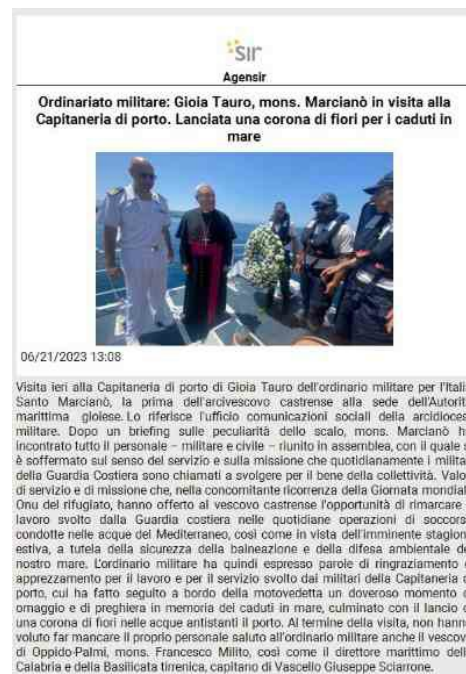 SIR
Agensir
Ordinariato militare: Gioia Tauro, mons. Marcianò in visita alla
Capitaneria di porto. Lanciata una corona di fiori per i caduti in
mare
06/21/2023 13:08
Visita ieri alla Capitaneria di porto di Gioia Tauro dell'ordinario militare per l'Itali
Santo Marcianò, la prima dell'arcivescovo castrense alla sede dell'Autorit
marittima gioiese. Lo riferisce l'ufficio comunicazioni sociali della arcidioces
militare. Dopo un briefing sulle peculiarità dello scalo, mons. Marcianò h
incontrato tutto il personale – militare e civile – riunito in assemblea, con il quale s
è soffermato sul senso del servizio e sulla missione che quotidianamente i milita
della Guardia Costiera sono chiamati a svolgere per il bene della collettività. Valo
di servizio e di missione che, nella concomitante ricorrenza della Giornata mondial
Onu del rifugiato, hanno offerto al vescovo castrense l'opportunità di rimarcare
lavoro svolto dalla Guardia costiera nelle quotidiane operazioni di soccors
condotte nelle acque del Mediterraneo, così come in vista dell'imminente stagion
estiva, a tutela della sicurezza della balneazione e della difesa ambientale de
nostro mare. L'ordinario militare ha quindi espresso parole di ringraziamento
apprezzamento per il lavoro e per il servizio svolto dai militari della Capitaneria d
porto, cui ha fatto seguito a bordo della motovedetta un doveroso momento d
omaggio e di preghiera in memoria dei caduti in mare, culminato con il lancio d
una corona di fiori nelle acque antistanti il porto. Al termine della visita, non hann
voluto far mancare il proprio personale saluto all'ordinario militare anche il vescov
di Oppido-Palmi, mons. Francesco Milito, così come il direttore marittimo dell
Calabria e della Basilicata tirrenica, capitano di Vascello Giuseppe Sciarrone.